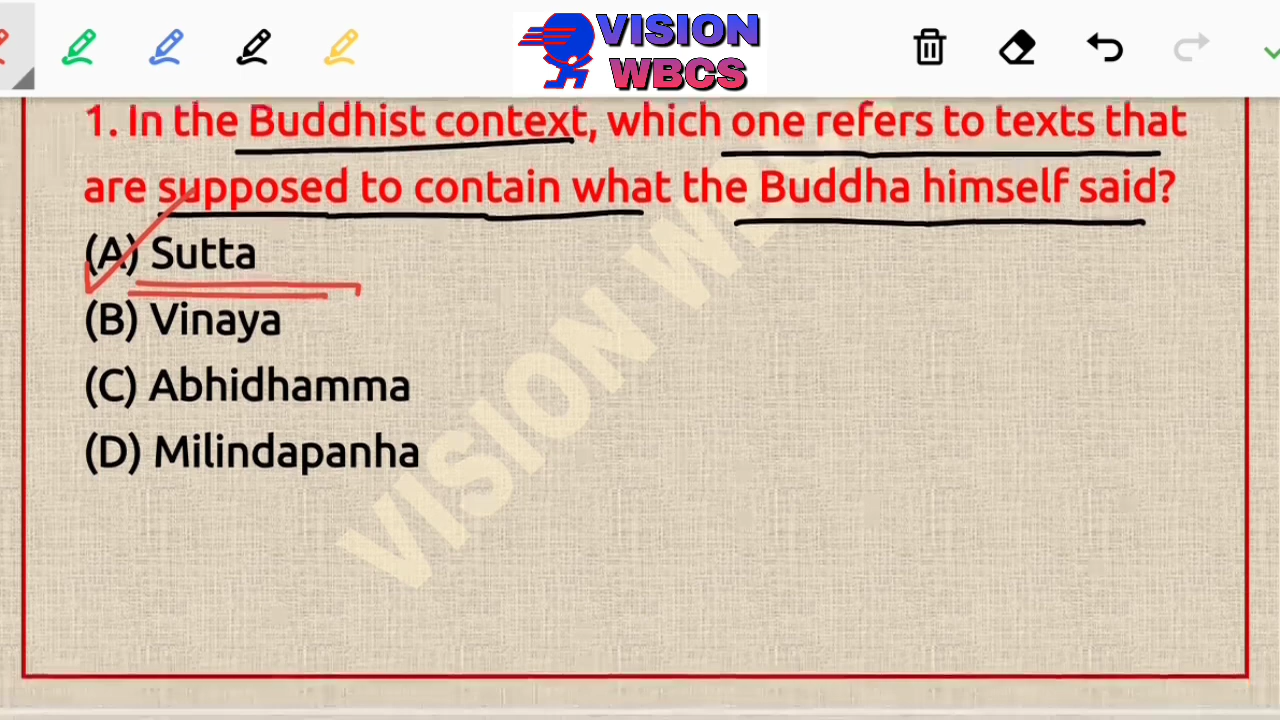 VISION
WBCS
1. In the Buddhist context, which one refers to texts that
are supposed to contain what the Buddha himself said?
(A) Sutta
(B) Vinaya
(C) Abhidhamma
(D) Milindapanha
VISION W